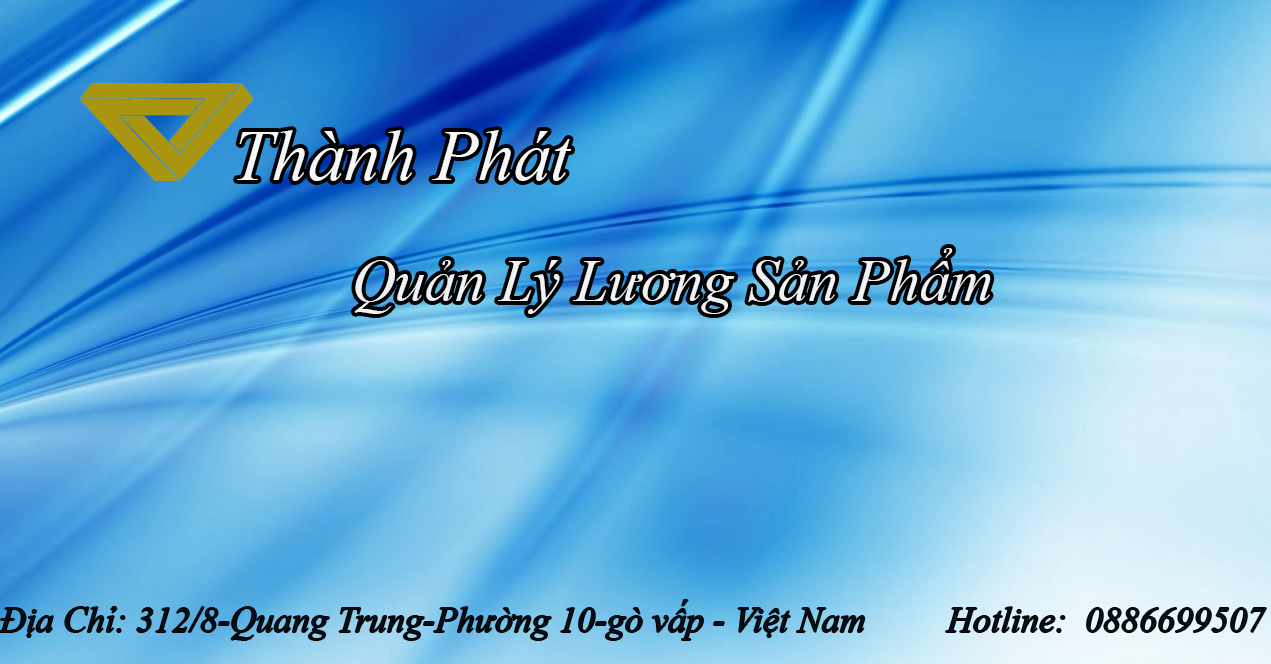 Thành Phát
Quản Lý Lương Sản Phẩm
Địa Chỉ: 312/8-Quang Trung-Phường 10-gò vấp - Việt Nam Hotline: 0886699507